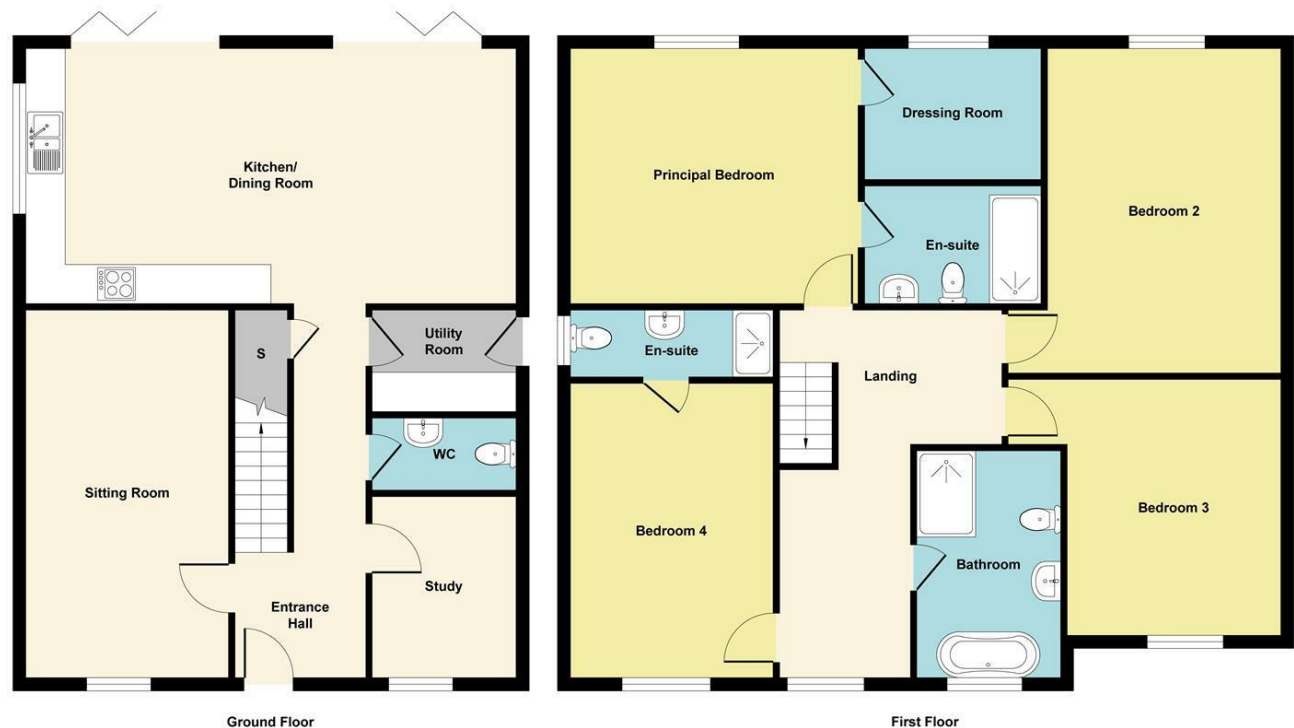 Kitchen/
Dining Room
S
Utility
Room
WC
Sitting Room
Study
Entrance
Hall
Ground Floor
Principal Bedroom
Dressing Room
Bedroom 2
En-suite
En-suite
Landing
Bedroom 4
Bedroom 3
Bathroom
First Floor